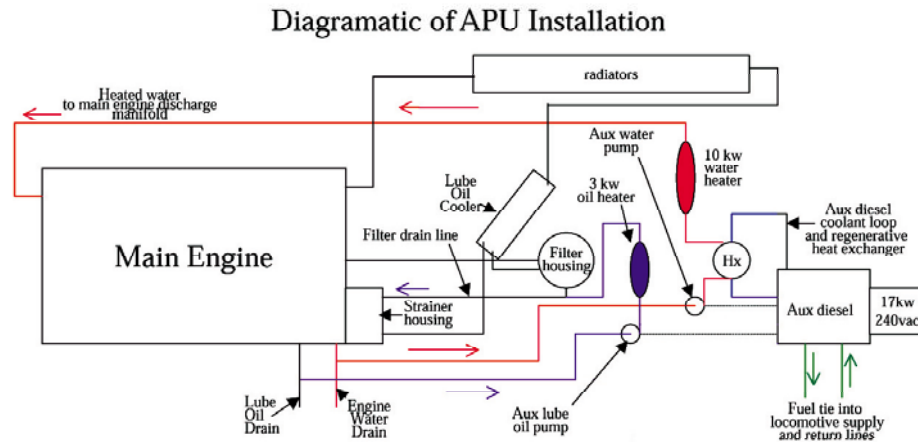 Diagramatic of APU Installation
Heated water
to main engine discharge
manifold
radiators
Aux water
pump
10 kw
water
heater
Lube
Oil
Cooler
3 kw
oil heater
Aux diesel
coolant loop
and regenerative
heat exchanger
Main Engine
Filter drain line
Filter
housing
Hx
Strainer
housing
Aux diesel
17kw
240vac
Lube
Oil
Drain
Engine
Water
Drain
Aux lube
oil pump
Fuel tie into
locomotive supply
and return lines